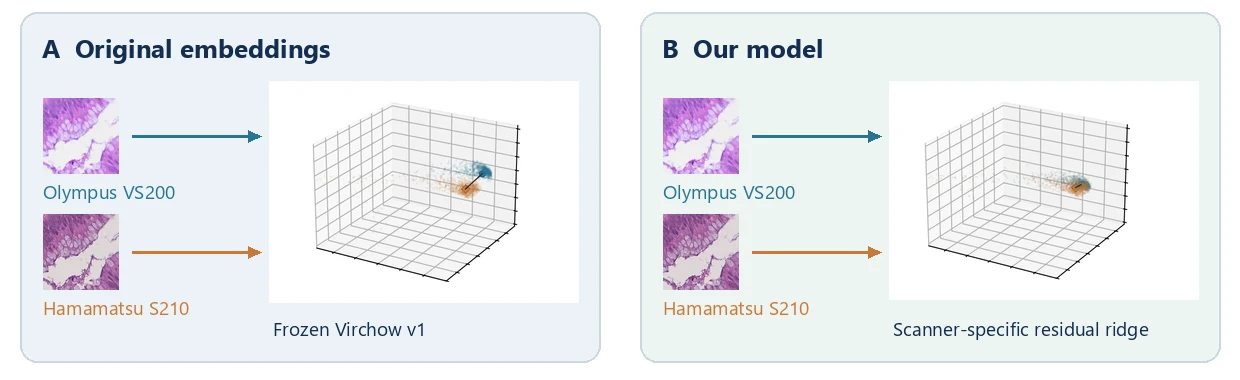 A Original embeddings
Olympus VS200
Hamamatsu S210
Frozen Virchow v1
B Our model
Olympus VS200
Hamamatsu S210
Scanner-specific residual ridge